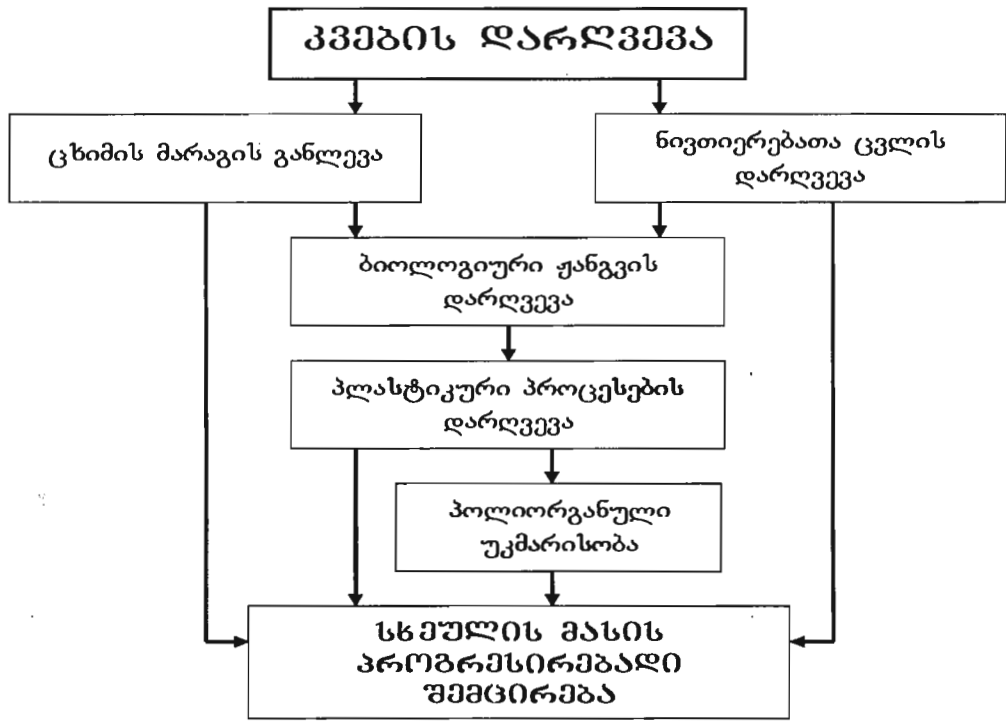 კვების დარღვევა
ცხიმის მარაგის განლევა
ნივთიერებათა ცვლის
დარღვევა
ბიოლოგიური ჟანგვის
დარღვევა
პლასტიკური პროცესების
დარღვევა
პოლიორგანული
უკმარისობა
სხეულის მასის
პროგრესირებადი
შემცირება